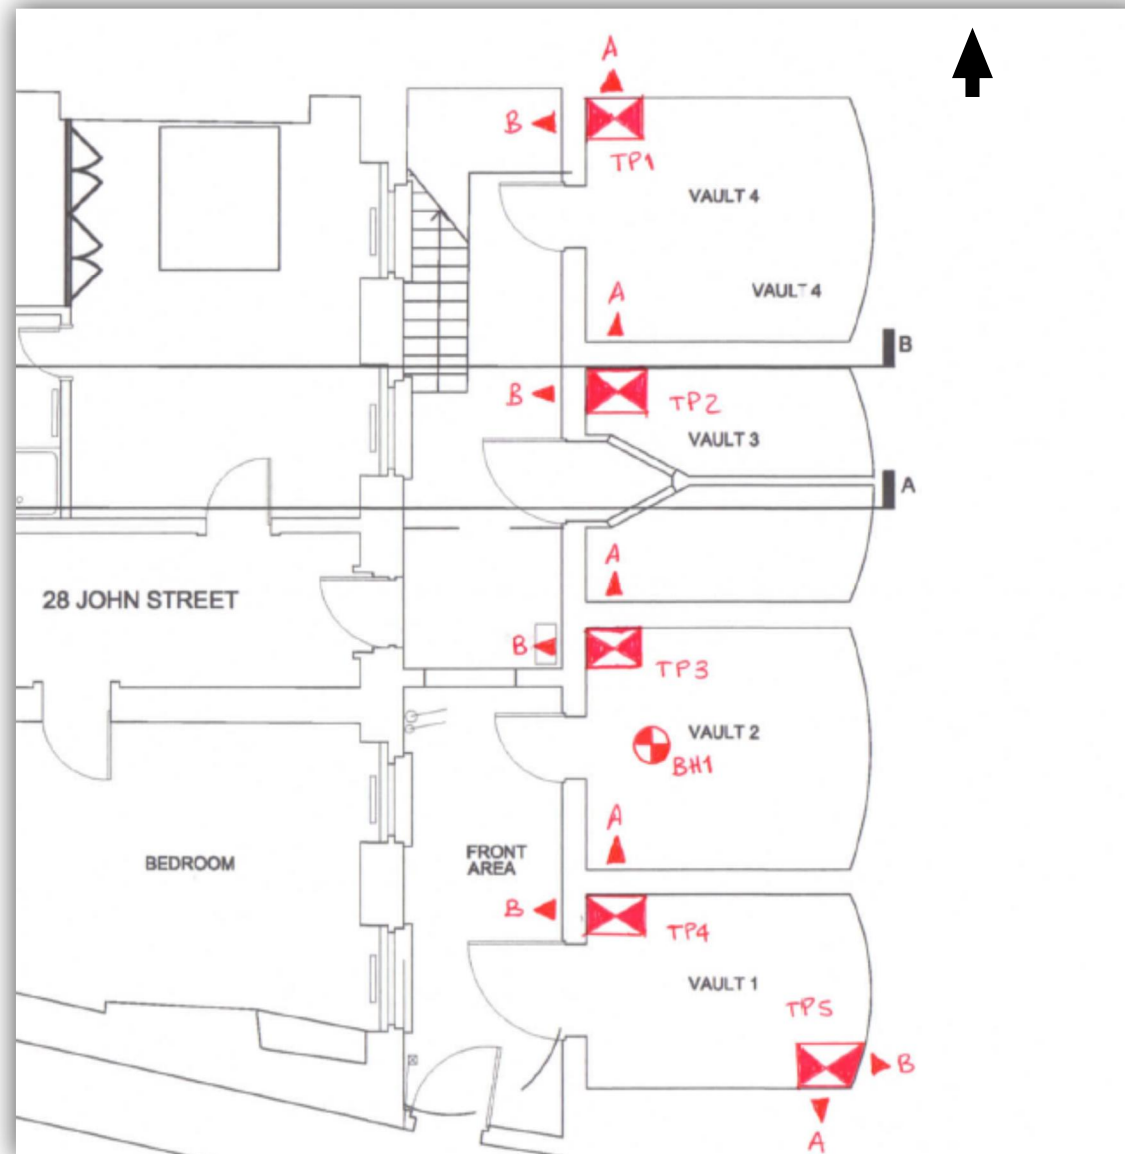 A
B
TP1
VAULT 4
VAULT 4
A
B
B
TP2
VAULT 3
A
A
28 JOHN STREET
B
TP3
VAULT 2
BH1
A
BEDROOM
FRONT
AREA
B
TP4
VAULT 1
TP5
B
A